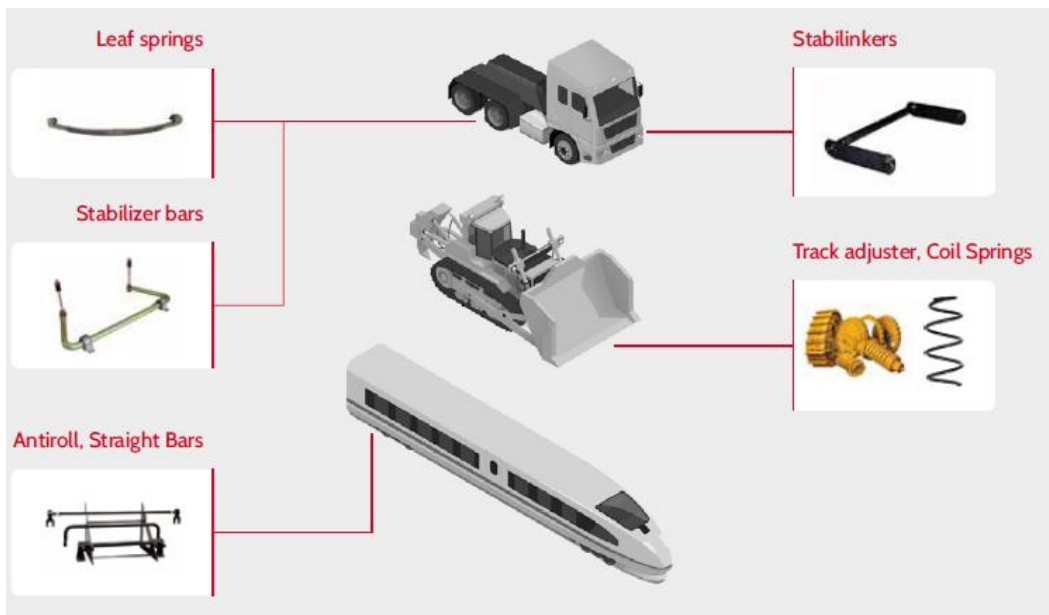 Leaf springs
Stabilinkers
Stabilizer bars
Track adjuster, Coil Springs
Antiroll, Straight Bars